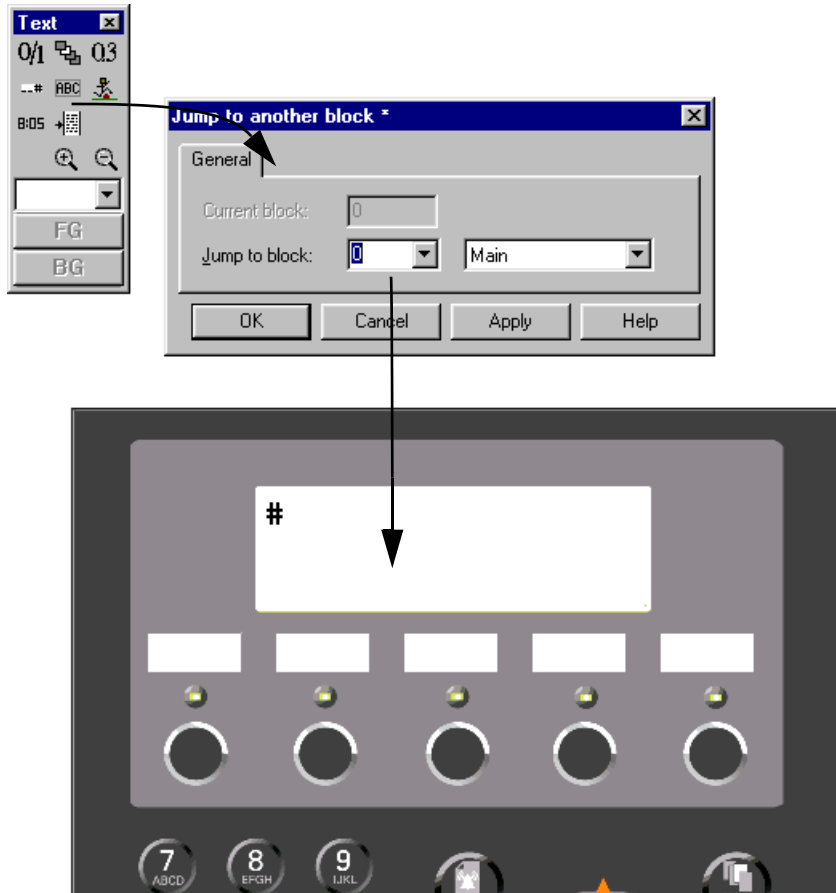 Text
0/1 0.3
--# ABC
8:05
FG
BG
Jump to another block *
General
Current block: 0
Jump to block: 0 Main
OK Cancel Apply Help
#
7 8 9
ABCD EFGH IJKL